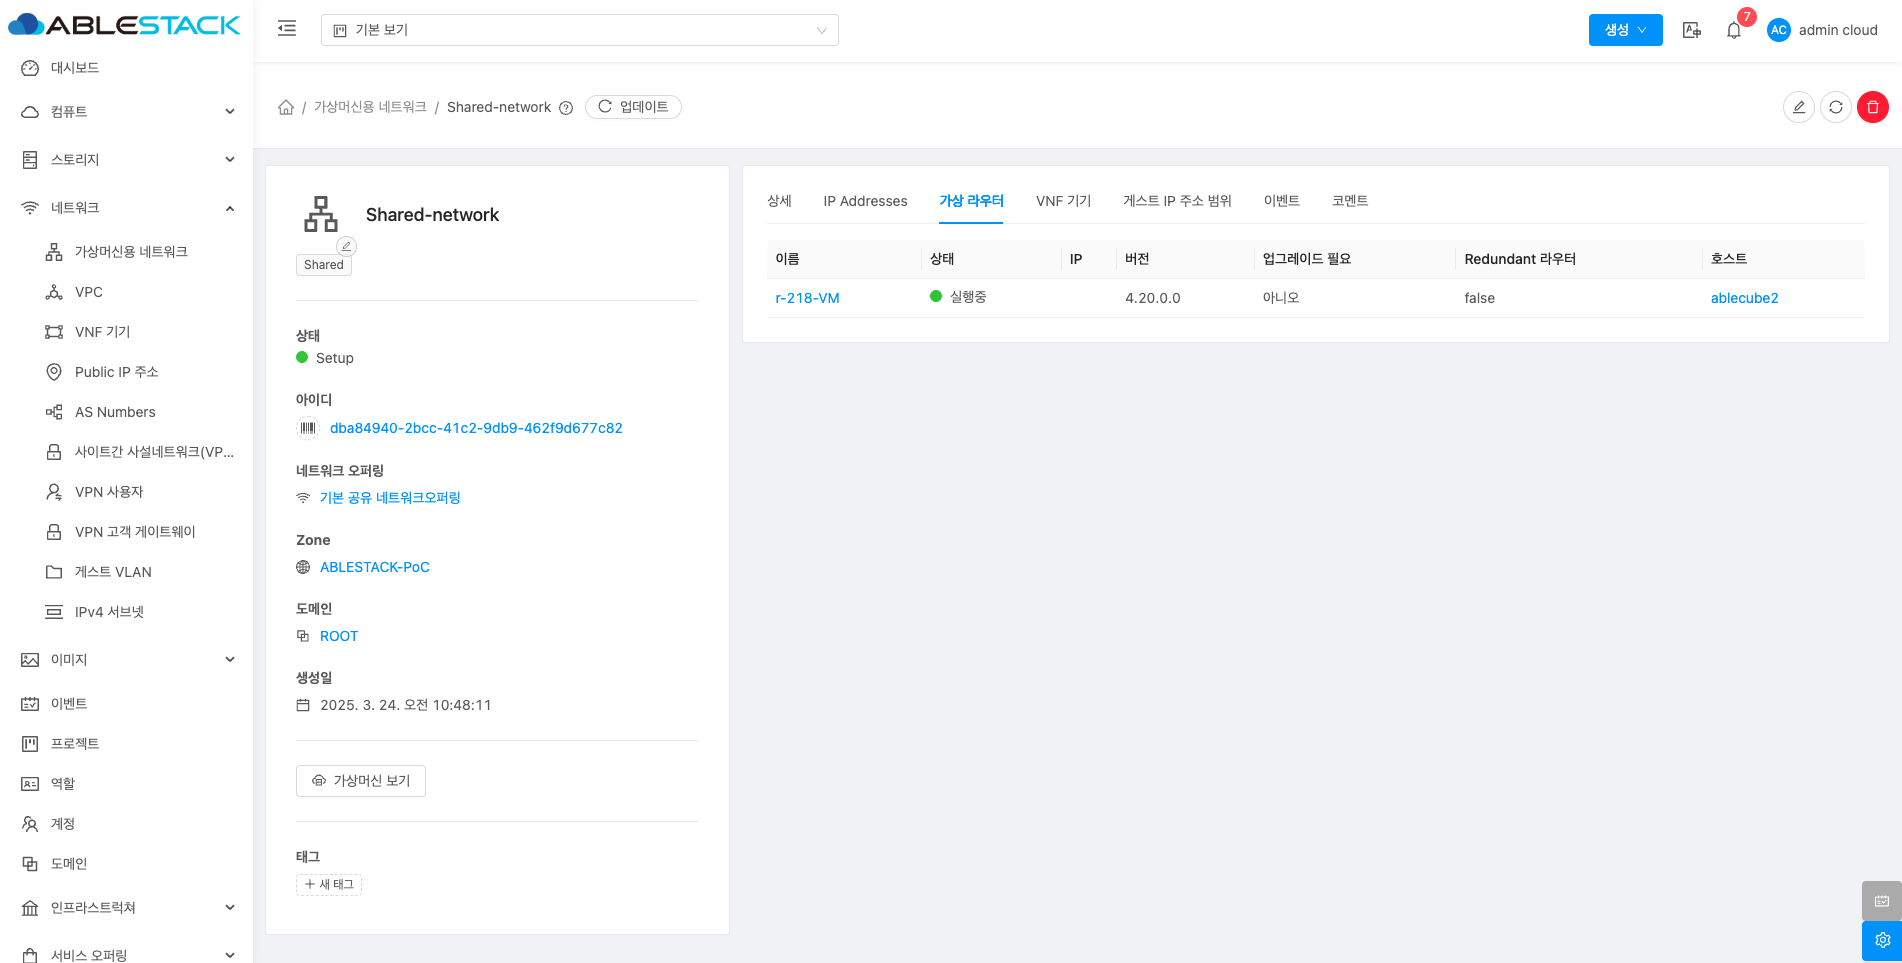 ABLESTACK
기본 보기
생성
7
AC
admin cloud
대시보드
컴퓨트
스토리지
네트워크
가상머신용 네트워크
VPC
VNF 기기
Public IP 주소
AS Numbers
사이트간 사설네트워크(VP...
VPN 사용자
VPN 고객 게이트웨이
게스트 VLAN
IPv4 서브넷
이미지
이벤트
프로젝트
역할
계정
도메인
인프라스트럭쳐
서비스 오퍼링
/ 가상머신용 네트워크 / Shared-network
업데이트
Shared-network
Shared
상태
Setup
아이디
dba84940-2bcc-41c2-9db9-462f9d677c82
네트워크 오퍼링
기본 공유 네트워크오퍼링
Zone
ABLESTACK-PoC
도메인
ROOT
생성일
2025. 3. 24. 오전 10:48:11
가상머신 보기
태그
+ 새 태그
상세 IP Addresses 가상 라우터 VNF 기기 게스트 IP 주소 범위 이벤트 코멘트
이름 상태 IP 버전 업그레이드 필요 Redundant 라우터 호스트
r-218-VM 실행중 4.20.0.0 아니오 false ablecube2